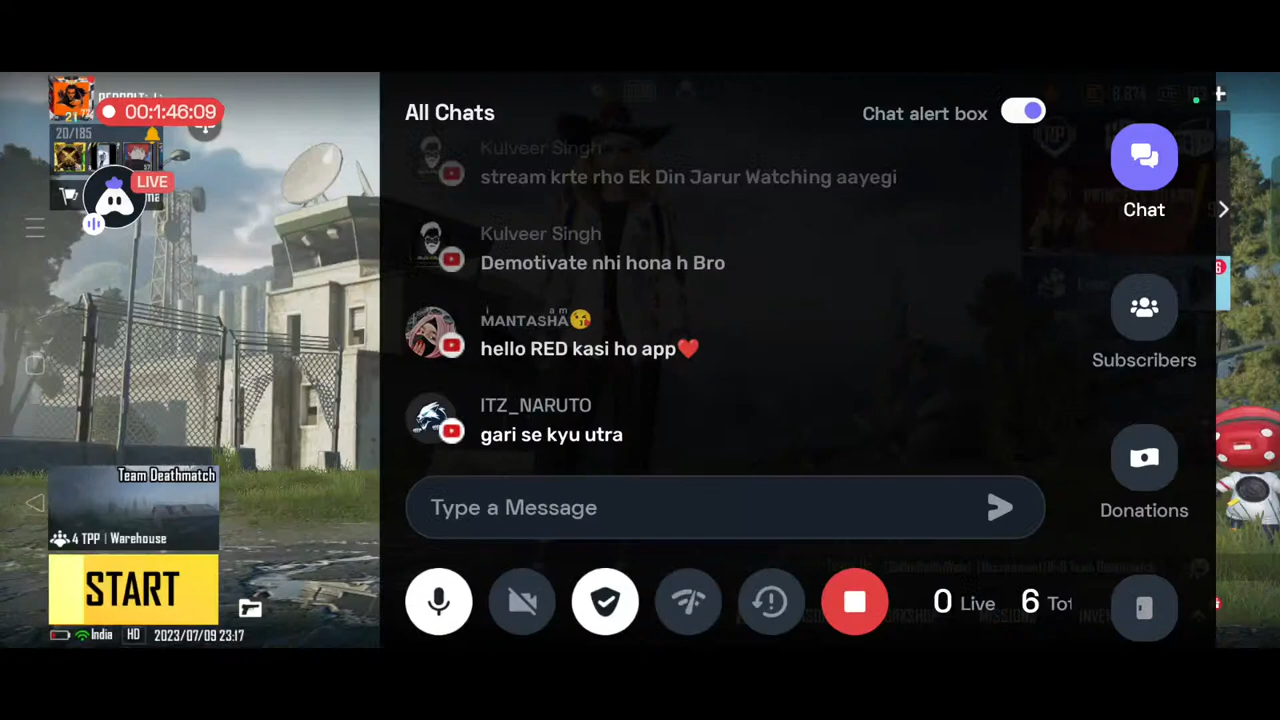 00:1:46:09
20/185
LIVE
Team Deathmatch
4 TPP | Warehouse
START
India HD 2023/07/09 23:17
All Chats
Chat alert box
Kulveer Singh
stream krte rho Ek Din Jarur Watching aayegi
Kulveer Singh
Demotivate nhi hona h Bro
i am
MANTASHA😘
hello RED kasi ho app❤️
ITZ_NARUTO
gari se kyu utra
Type a Message
0 Live 6 Tot
Chat
Subscribers
Donations